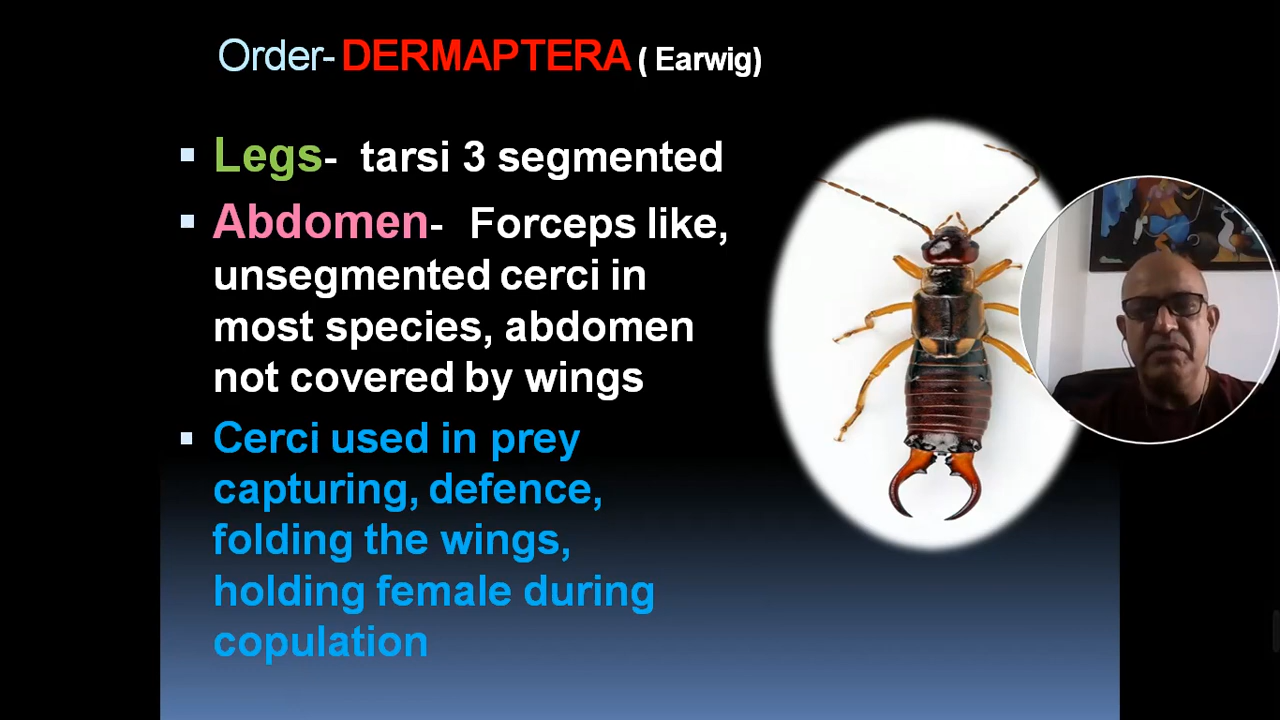 Order- DERMAPTERA ( Earwig)
▪ Legs- tarsi 3 segmented
▪ Abdomen- Forceps like,
unsegmented cerci in
most species, abdomen
not covered by wings
▪ Cerci used in prey
capturing, defence,
folding the wings,
holding female during
copulation